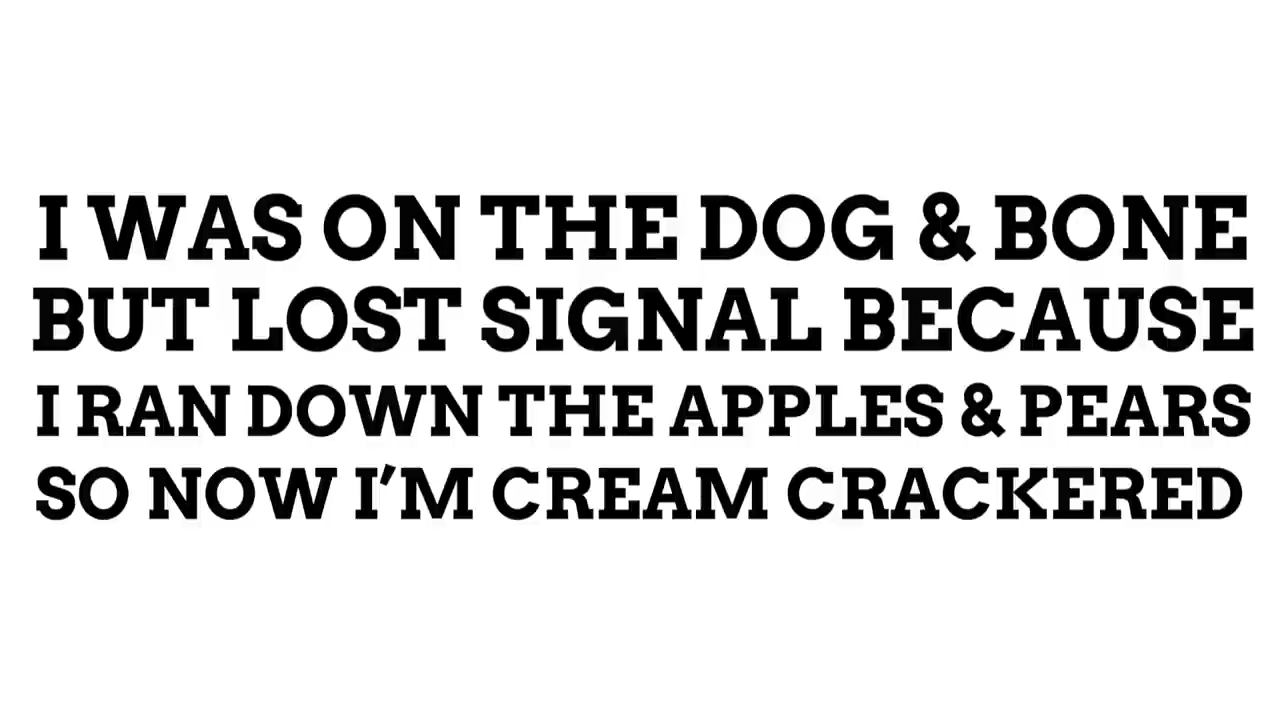 I WAS ON THE DOG & BONE
BUT LOST SIGNAL BECAUSE
I RAN DOWN THE APPLES & PEARS
SO NOW I’M CREAM CRACKERED